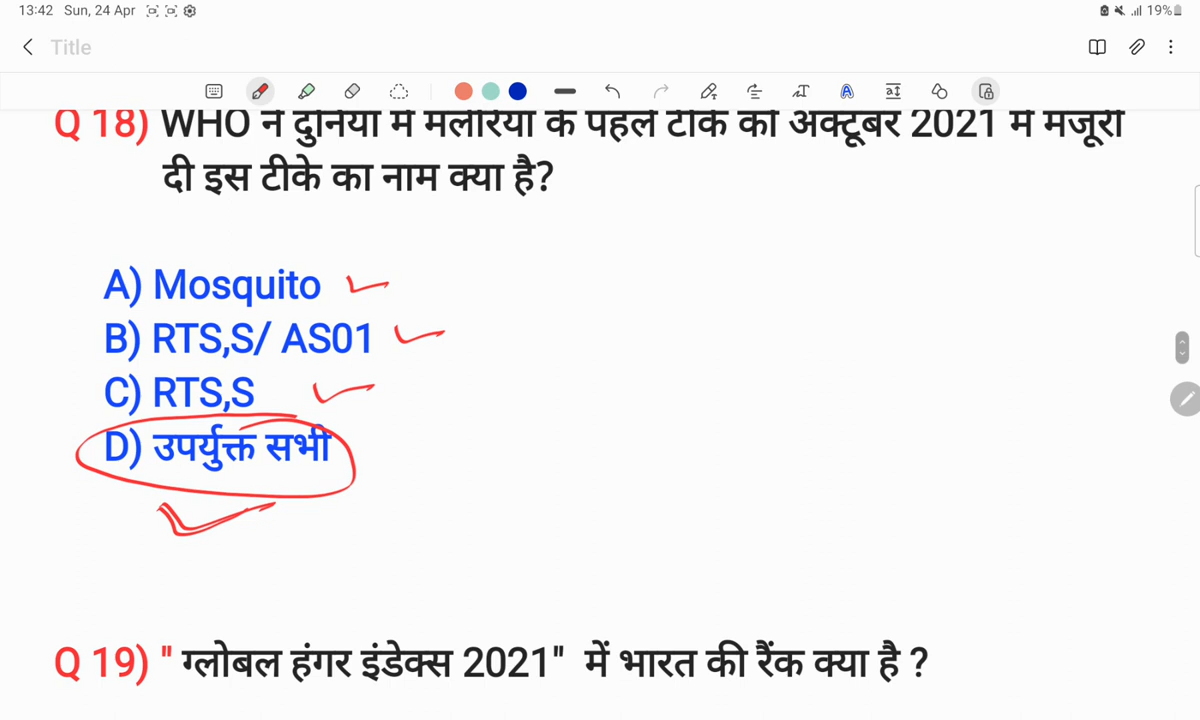 13:42 Sun, 24 Apr 19%
Title
Q 18) WHO ने दुनिया में मलेरिया के पहले टीके को अक्टूबर 2021 में मंजूरी
दी इस टीके का नाम क्या है?
A) Mosquito
B) RTS,S/ AS01
C) RTS,S
D) उपर्युक्त सभी
Q 19) " ग्लोबल हंगर इंडेक्स 2021" में भारत की रैंक क्या है ?